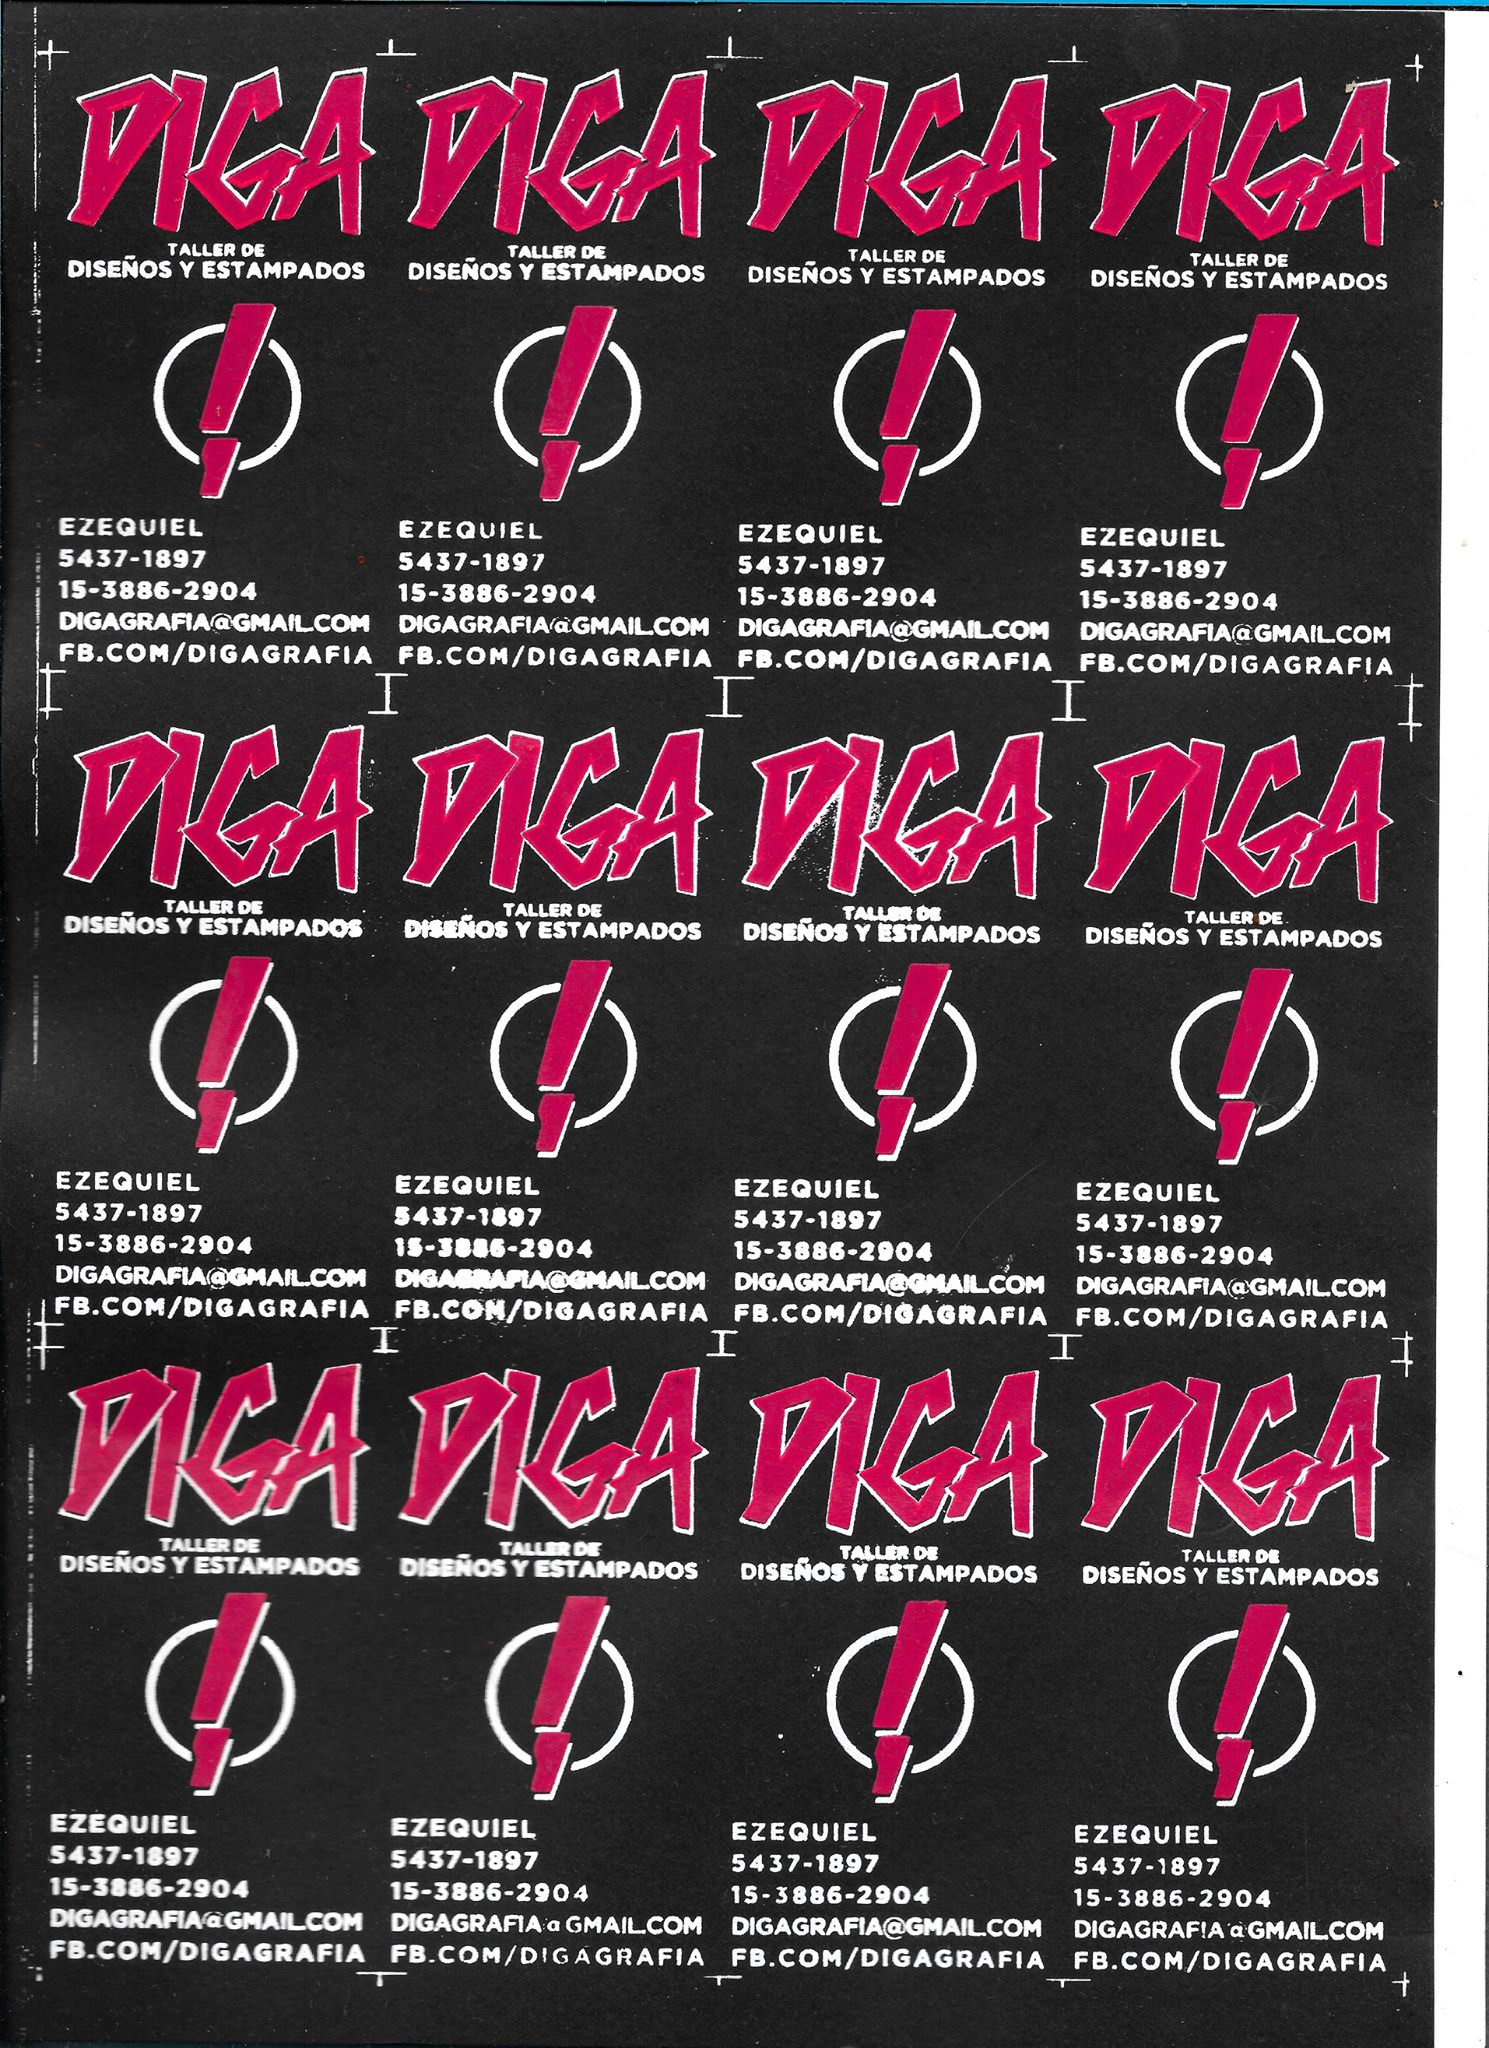 DIGA
TALLER DE
DISEÑOS Y ESTAMPADOS
EZEQUIEL
5437-1897
15-3886-2904
DIGAGRAFIA@GMAIL.COM
FB.COM/DIGAGRAFIA
DIGA
TALLER DE
DISEÑOS Y ESTAMPADOS
EZEQUIEL
5437-1897
15-3886-2904
DIGAGRAFIA@GMAIL.COM
FB.COM/DIGAGRAFIA
DIGA
TALLER DE
DISEÑOS Y ESTAMPADOS
EZEQUIEL
5437-1897
15-3886-2904
DIGAGRAFIA@GMAIL.COM
FB.COM/DIGAGRAFIA
DIGA
TALLER DE
DISEÑOS Y ESTAMPADOS
EZEQUIEL
5437-1897
15-3886-2904
DIGAGRAFIA@GMAIL.COM
FB.COM/DIGAGRAFIA
DIGA
TALLER DE
DISEÑOS Y ESTAMPADOS
EZEQUIEL
5437-1897
15-3886-2904
DIGAGRAFIA@GMAIL.COM
FB.COM/DIGAGRAFIA
DIGA
TALLER DE
DISEÑOS Y ESTAMPADOS
EZEQUIEL
5437-1897
15-3886-2904
DIGAGRAFIA@GMAIL.COM
FB.COM/DIGAGRAFIA
DIGA
TALLER DE
DISEÑOS Y ESTAMPADOS
EZEQUIEL
5437-1897
15-3886-2904
DIGAGRAFIA@GMAIL.COM
FB.COM/DIGAGRAFIA
DIGA
TALLER DE
DISEÑOS Y ESTAMPADOS
EZEQUIEL
5437-1897
15-3886-2904
DIGAGRAFIA@GMAIL.COM
FB.COM/DIGAGRAFIA
DIGA
TALLER DE
DISEÑOS Y ESTAMPADOS
EZEQUIEL
5437-1897
15-3886-2904
DIGAGRAFIA@GMAIL.COM
FB.COM/DIGAGRAFIA
DIGA
TALLER DE
DISEÑOS Y ESTAMPADOS
EZEQUIEL
5437-1897
15-3886-2904
DIGAGRAFIA@GMAIL.COM
FB.COM/DIGAGRAFIA
DIGA
TALLER DE
DISEÑOS Y ESTAMPADOS
EZEQUIEL
5437-1897
15-3886-2904
DIGAGRAFIA@GMAIL.COM
FB.COM/DIGAGRAFIA
DIGA
TALLER DE
DISEÑOS Y ESTAMPADOS
EZEQUIEL
5437-1897
15-3886-2904
DIGAGRAFIA@GMAIL.COM
FB.COM/DIGAGRAFIA